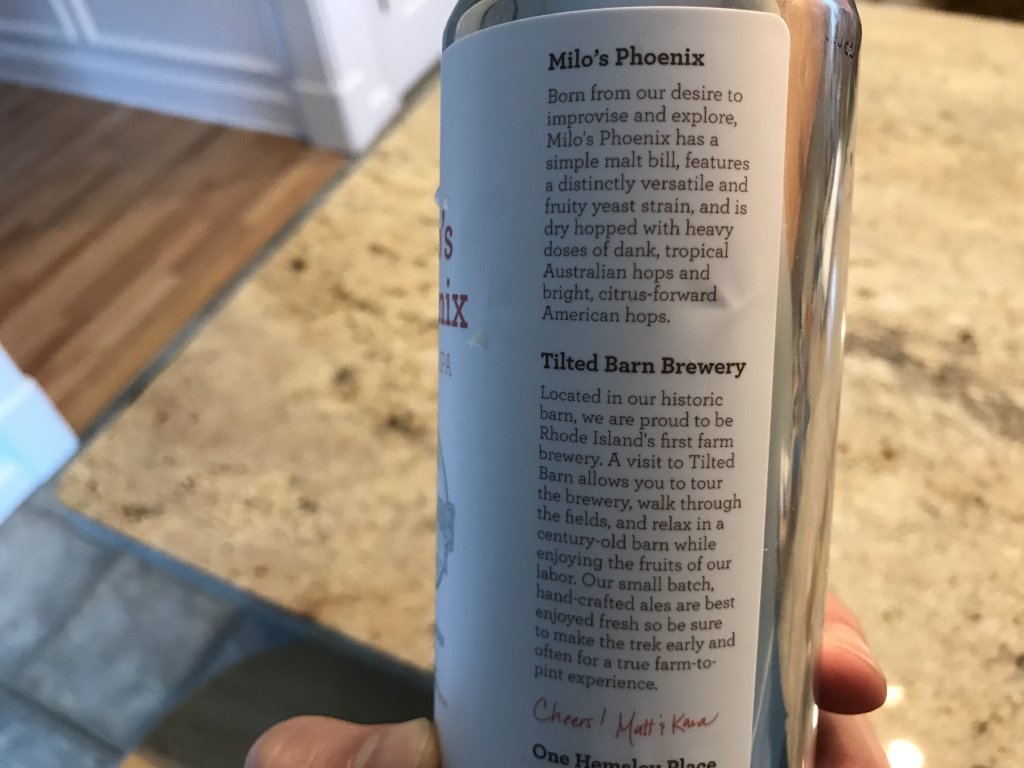 Milo's Phoenix
Born from our desire to
improvise and explore,
Milo's Phoenix has a
simple malt bill, features
a distinctly versatile and
fruity yeast strain, and is
dry hopped with heavy
doses of dank, tropical
Australian hops and
bright, citrus-forward
American hops.
Tilted Barn Brewery
Located in our historic
barn, we are proud to be
Rhode Island's first farm
brewery. A visit to Tilted
Barn allows you to tour
the brewery, walk through
the fields, and relax in a
century-old barn while
enjoying the fruits of our
labor. Our small batch,
hand-crafted ales are best
enjoyed fresh so be sure
to make the trek early and
often for a true farm-to-
pint experience.
Cheers! Matt & Kara
One Hemsley Place
's
nix
PA